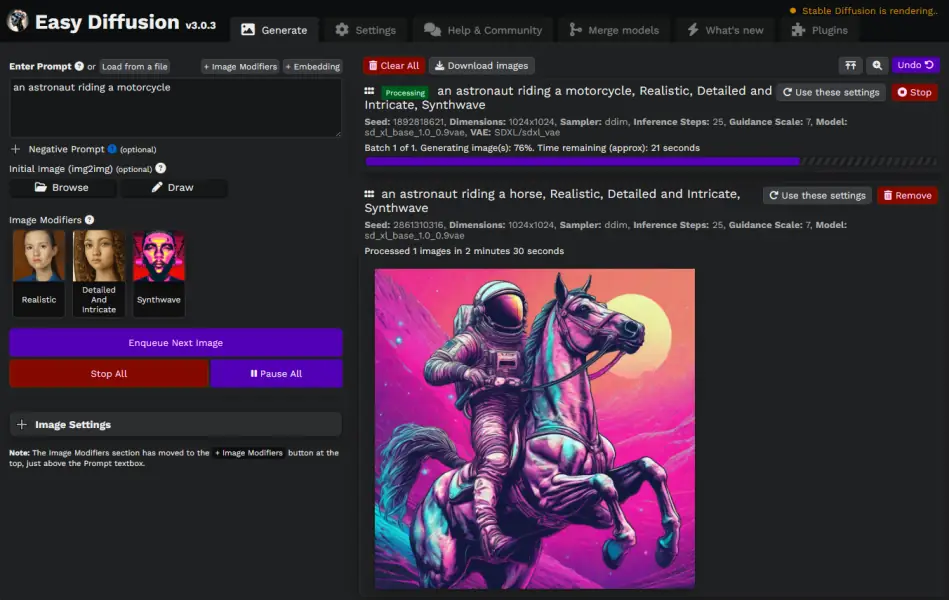 Easy Diffusion v3.0.3
Stable Diffusion is rendering..
Generate
Settings
Help & Community
Merge models
What's new
Plugins
Enter Prompt ? or Load from a file
+ Image Modifiers
+ Embedding
an astronaut riding a motorcycle
Negative Prompt (optional)
Initial Image (img2img) (optional) ?
Browse
Draw
Image Modifiers ?
Realistic
Detailed
And
Intricate
Synthwave
Enqueue Next Image
Stop All
Pause All
Image Settings
Note: The Image Modifiers section has moved to the + Image Modifiers button at the
top, just above the Prompt textbox.
Clear All
Download images
Undo
Processing an astronaut riding a motorcycle, Realistic, Detailed and
Intricate, Synthwave
Use these settings
Stop
Seed: 1892818621, Dimensions: 1024x1024, Sampler: ddim, Inference Steps: 25, Guidance Scale: 7, Model:
sd_xl_base_1.0_0.9vae, VAE: SDXL/sdxl_vae
Batch 1 of 1. Generating image(s): 76%. Time remaining (approx): 21 seconds
an astronaut riding a horse, Realistic, Detailed and Intricate,
Synthwave
Use these settings
Remove
Seed: 2861310316, Dimensions: 1024x1024, Sampler: ddim, Inference Steps: 25, Guidance Scale: 7, Model:
sd_xl_base_1.0_0.9vae
Processed 1 images in 2 minutes 30 seconds